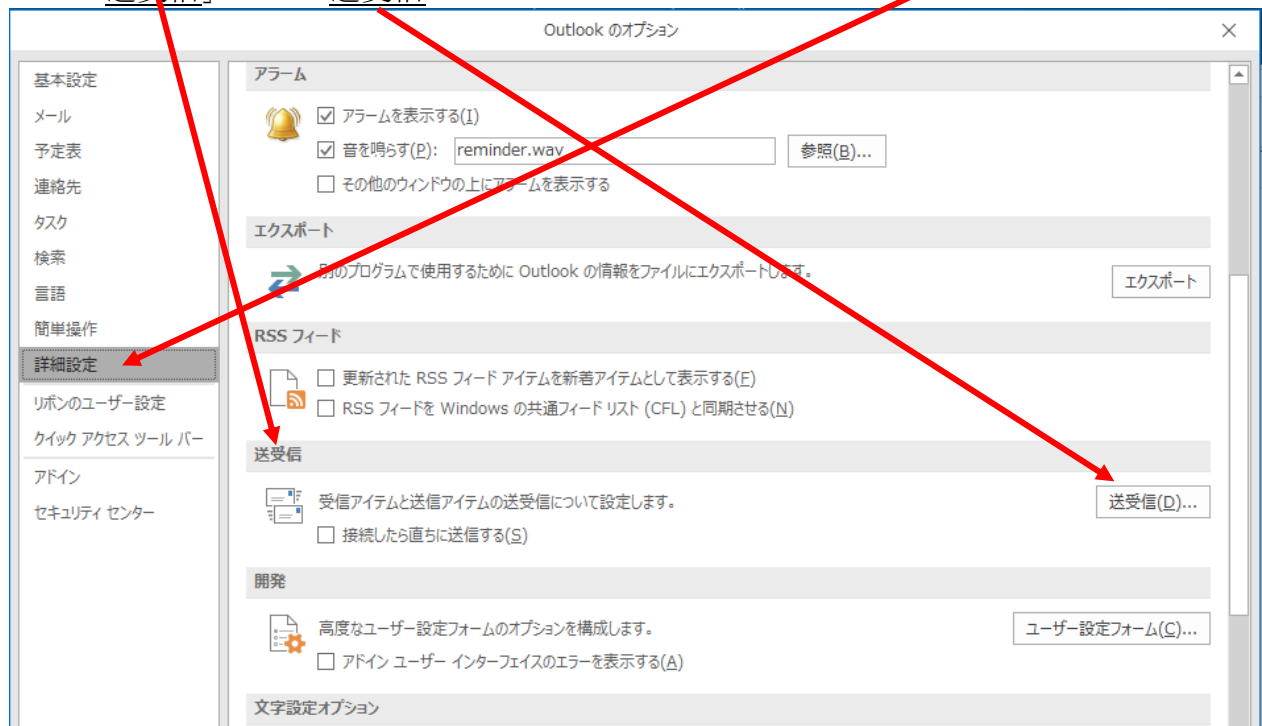 送受信」 送受信
Outlook のオプション
基本設定
メール
予定表
連絡先
タスク
検索
言語
簡単操作
詳細設定
リボンのユーザー設定
クイック アクセス ツール バー
アドイン
セキュリティ センター
アラーム
アラームを表示する(I)
音を鳴らす(P): reminder.wav 参照(B)...
その他のウィンドウの上にアラームを表示する
エクスポート
別のプログラムで使用するために Outlook の情報をファイルにエクスポートします。 エクスポート
RSS フィード
更新された RSS フィード アイテムを新着アイテムとして表示する(F)
RSS フィードを Windows の共通フィード リスト (CFL) と同期させる(N)
送受信
受信アイテムと送信アイテムの送受信について設定します。 送受信(D)...
接続したら直ちに送信する(S)
開発
高度なユーザー設定フォームのオプションを構成します。 ユーザー設定フォーム(C)...
アドイン ユーザー インターフェイスのエラーを表示する(A)
文字設定オプション